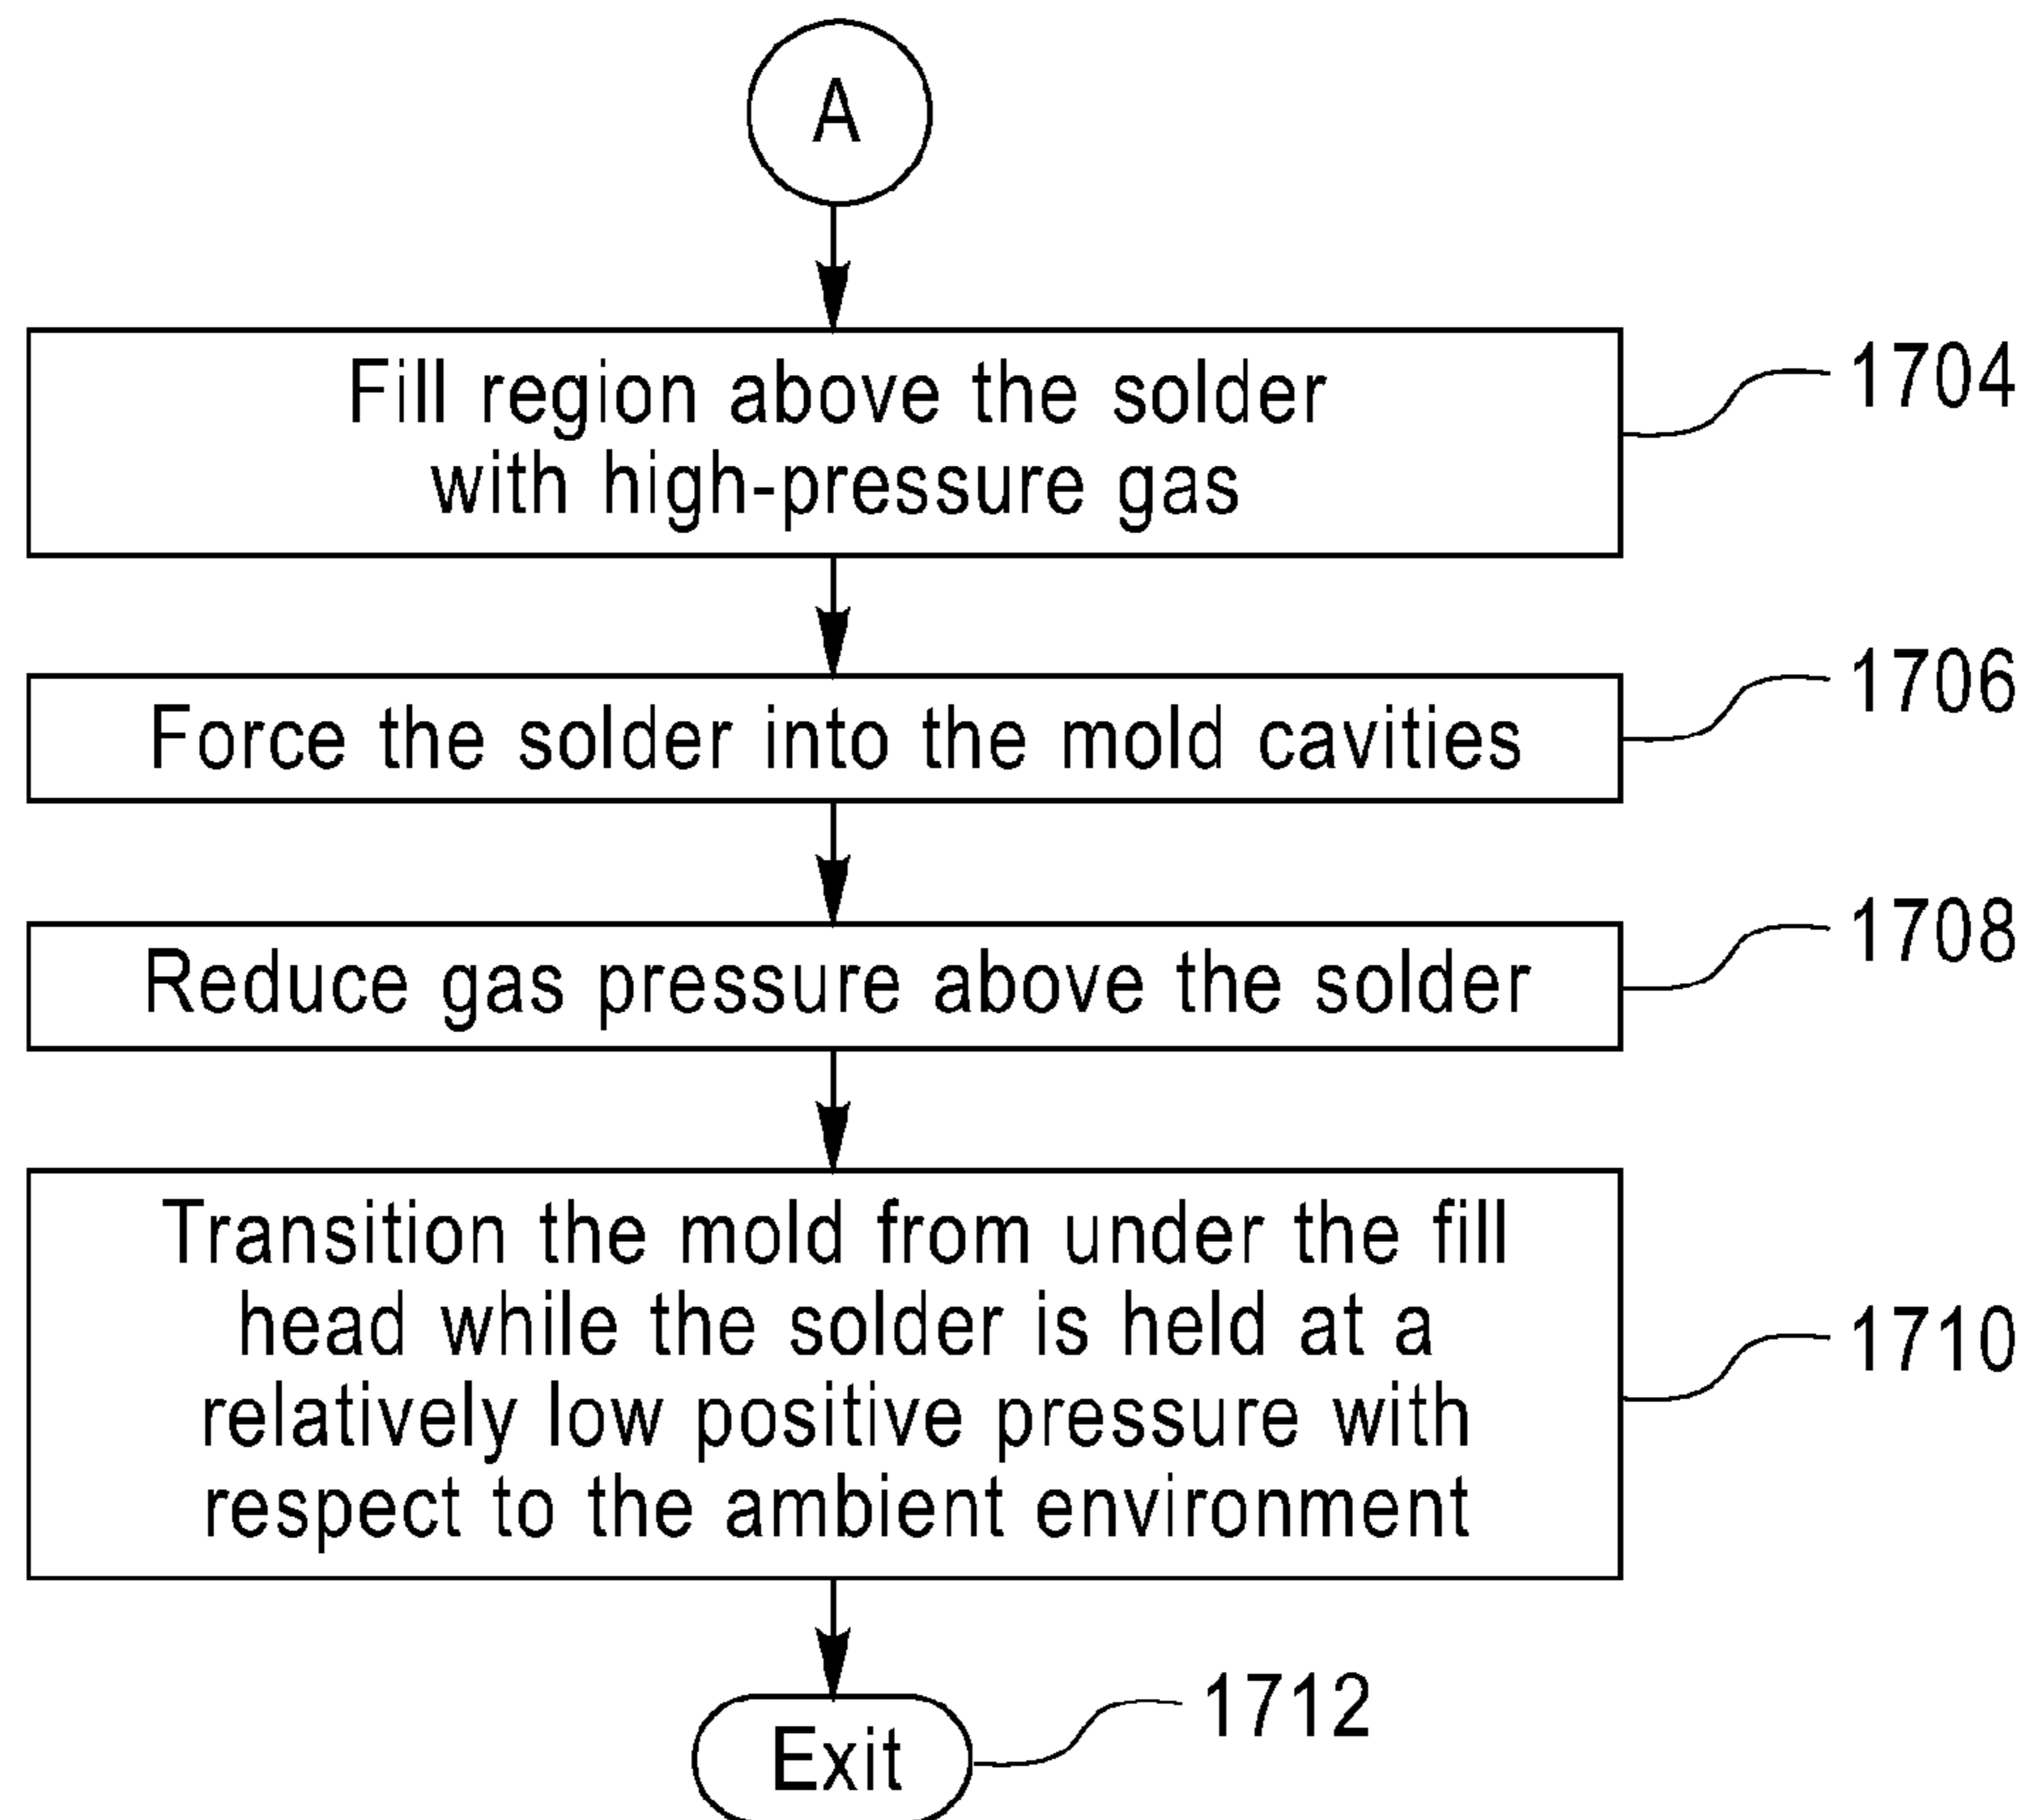 A
Fill region above the solder
with high-pressure gas
1704
Force the solder into the mold cavities
1706
Reduce gas pressure above the solder
1708
Transition the mold from under the fill
head while the solder is held at a
relatively low positive pressure with
respect to the ambient environment
1710
Exit
1712